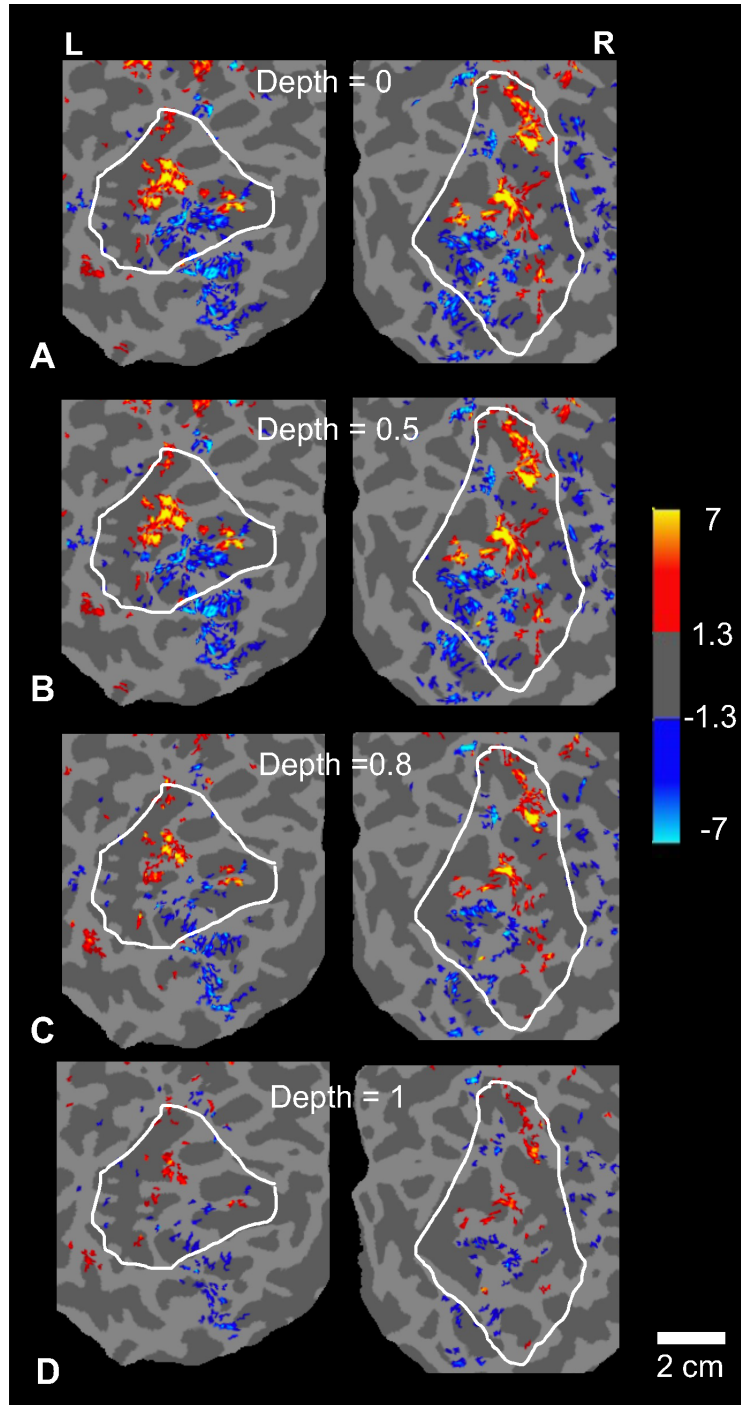 L
R
Depth = 0
A
Depth = 0.5
B
7
1.3
-1.3
-7
Depth =0.8
C
Depth = 1
D
2 cm